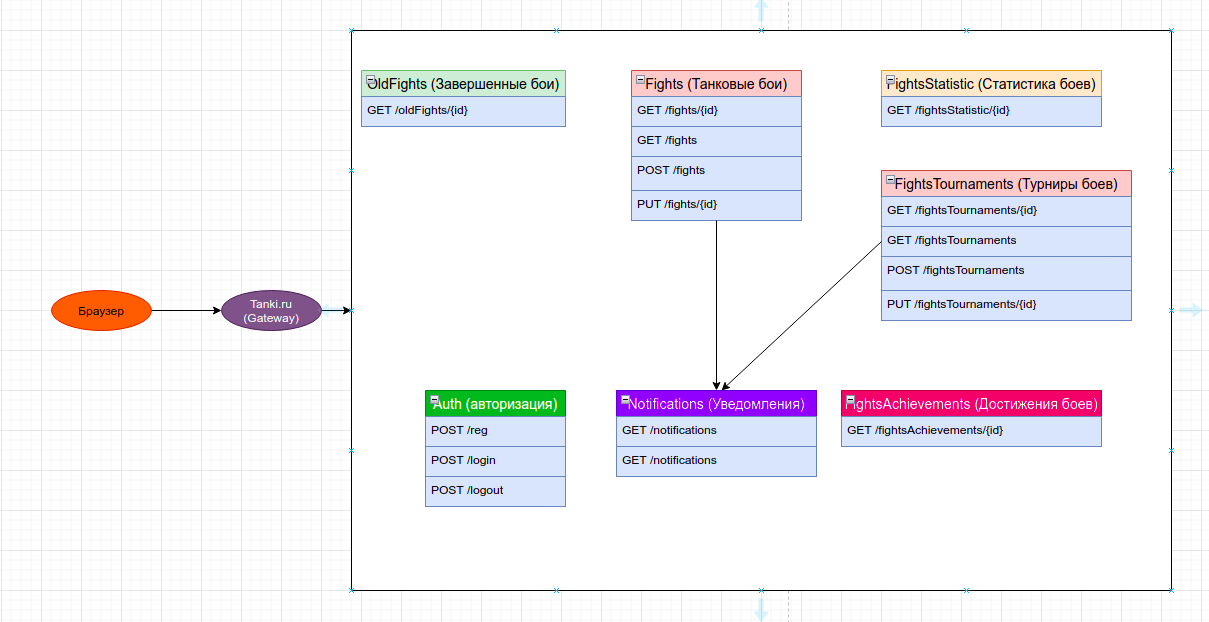 OldFights (Завершенные бои)
GET /oldFights/{id}
Fights (Танковые бои)
GET /fights/{id}
GET /fights
POST /fights
PUT /fights/{id}
FightsStatistic (Статистика боев)
GET /fightsStatistic/{id}
FightsTournaments (Турниры боев)
GET /fightsTournaments/{id}
GET /fightsTournaments
POST /fightsTournaments
PUT /fightsTournaments/{id}
Браузер
Tanki.ru
(Gateway)
Auth (авторизация)
POST /reg
POST /login
POST /logout
Notifications (Уведомления)
GET /notifications
GET /notifications
FightsAchievements (Достижения боев)
GET /fightsAchievements/{id}